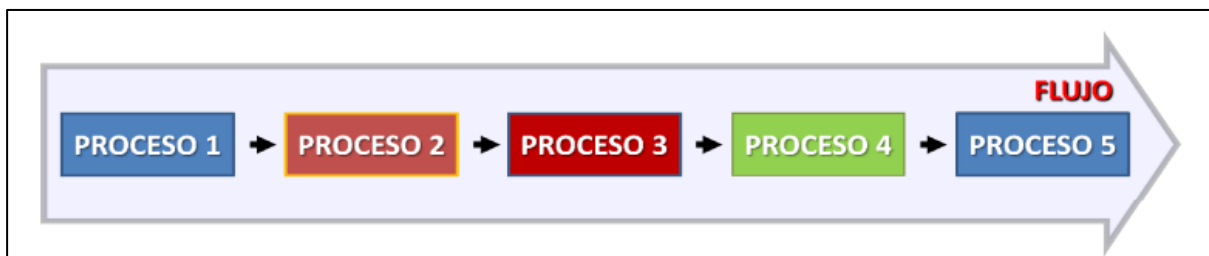 FLUJO
PROCESO 1
PROCESO 2
PROCESO 3
PROCESO 4
PROCESO 5